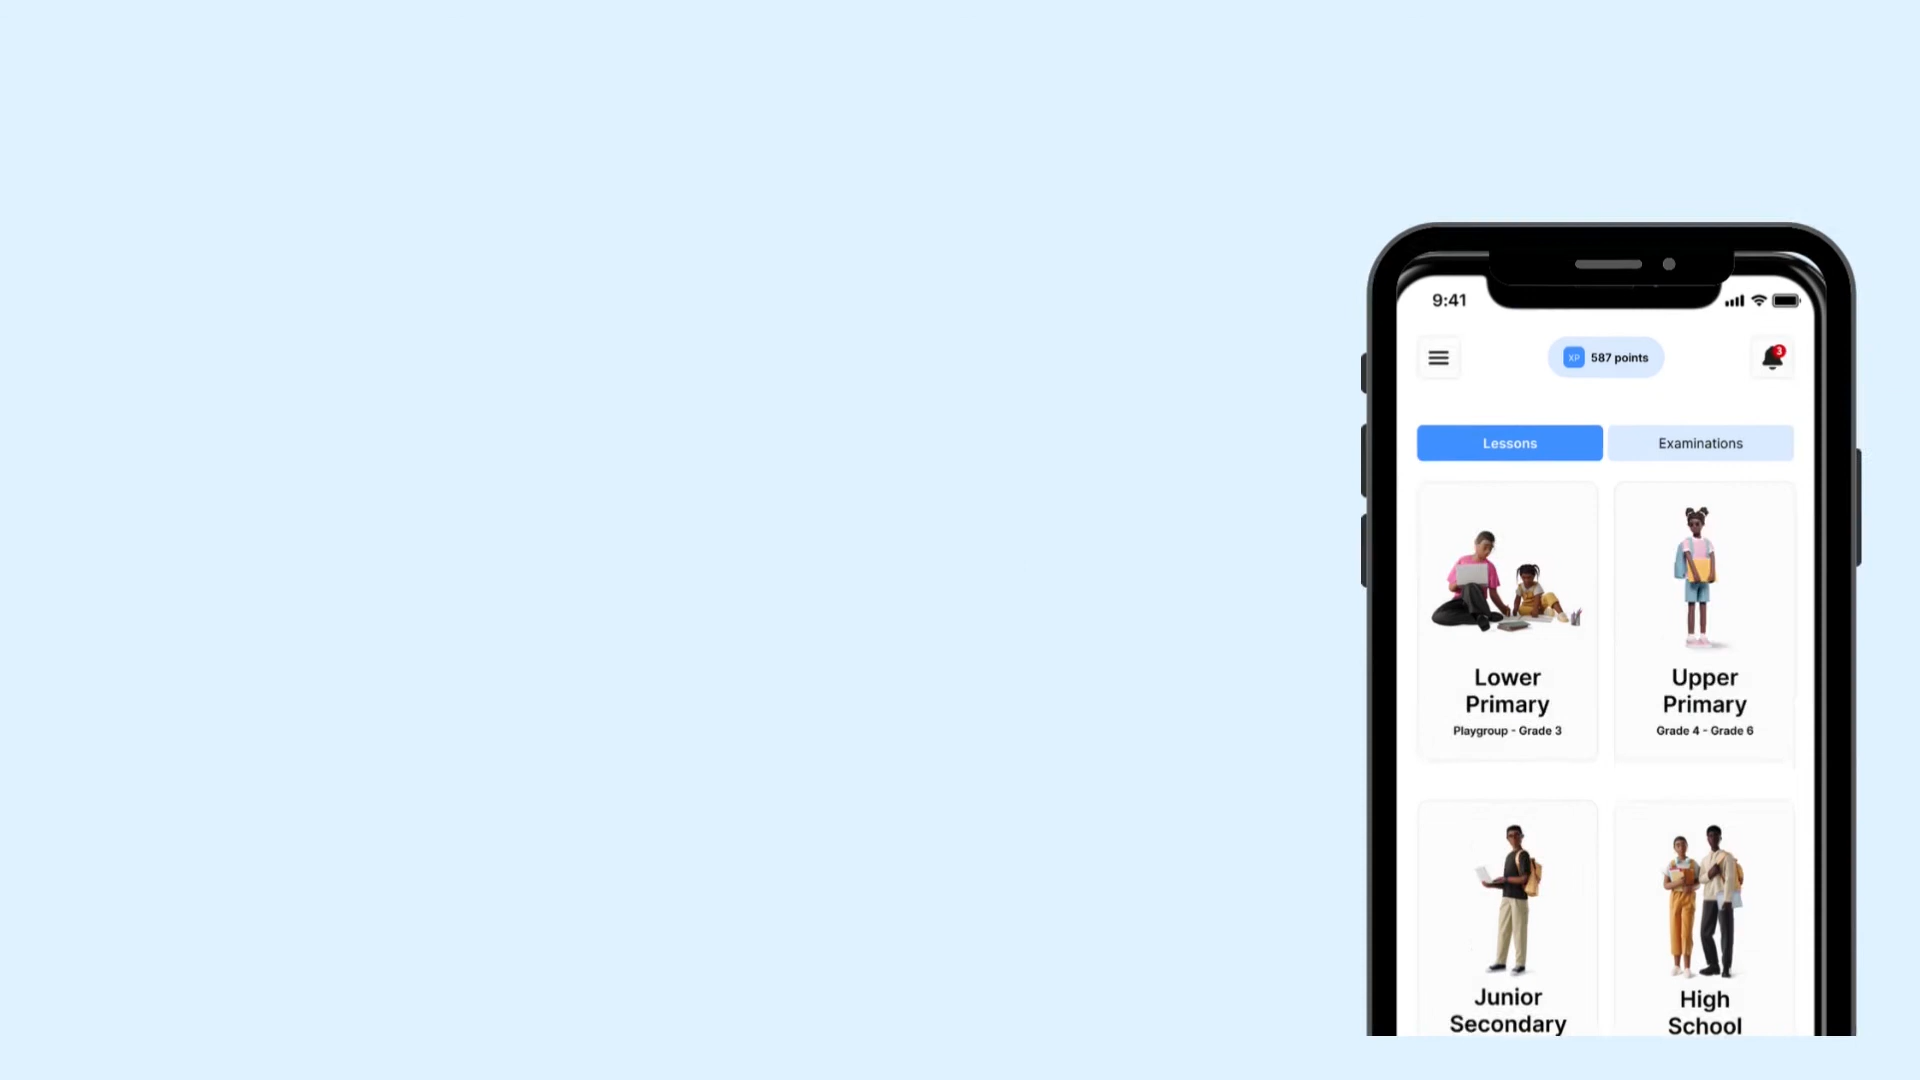 9:41
XP 587 points
3
Lessons Examinations
Lower
Primary
Playgroup - Grade 3
Upper
Primary
Grade 4 - Grade 6
Junior
Secondary
High
School